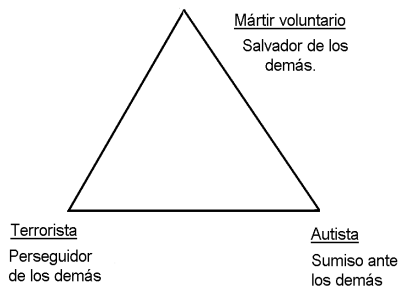 Mártir voluntario
Salvador de los
demás.
Terrorista
Perseguidor
de los demás
Autista
Sumiso ante
los demás